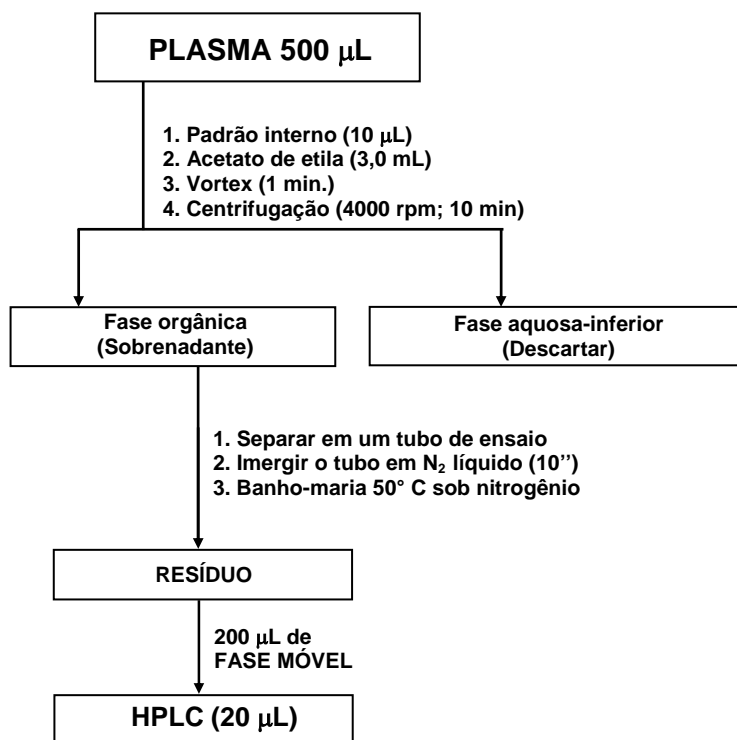 PLASMA 500 µL
1. Padrão interno (10 µL)
2. Acetato de etila (3,0 mL)
3. Vortex (1 min.)
4. Centrifugação (4000 rpm; 10 min)
Fase orgânica
(Sobrenadante)
Fase aquosa-inferior
(Descartar)
1. Separar em um tubo de ensaio
2. Imergir o tubo em N₂ líquido (10’’)
3. Banho-maria 50° C sob nitrogênio
RESÍDUO
200 µL de
FASE MÓVEL
HPLC (20 µL)